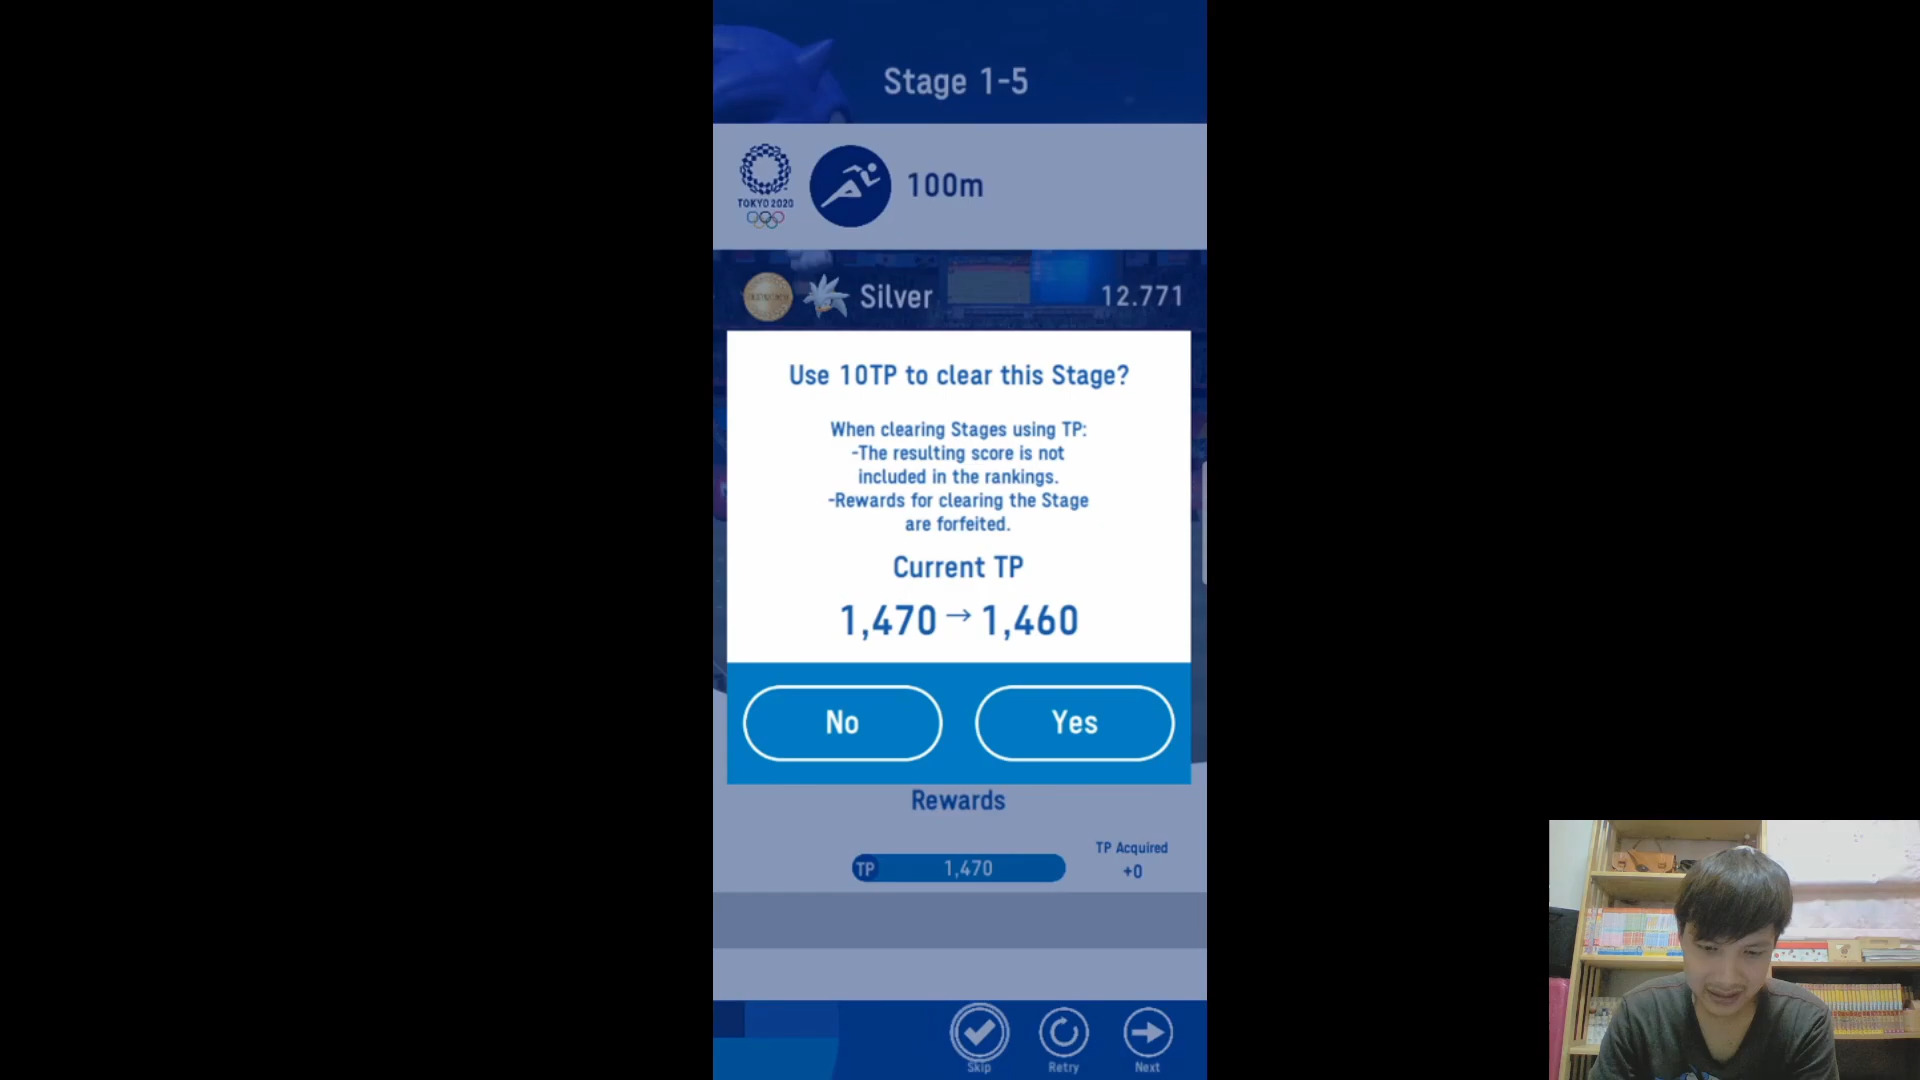 Stage 1-5
TOKYO 2020
100m
Silver
12.771
Use 10TP to clear this Stage?
When clearing Stages using TP:
-The resulting score is not
included in the rankings.
-Rewards for clearing the Stage
are forfeited.
Current TP
1,470→1,460
No
Yes
Rewards
TP
1,470
TP Acquired
+0
Skip
Retry
Next